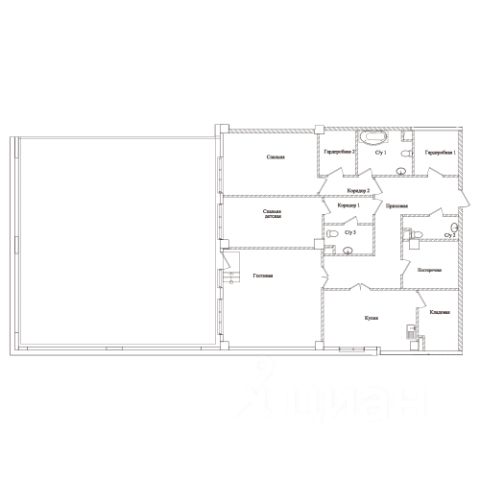 Спальня
Гардеробная 2
С/у 1
Гардеробная 1
Коридор 2
Коридор 1
Прихожая
Спальня
детская
С/у 3
С/у 2
Гостиная
Постирочная
Кухня
Кладовая
циан